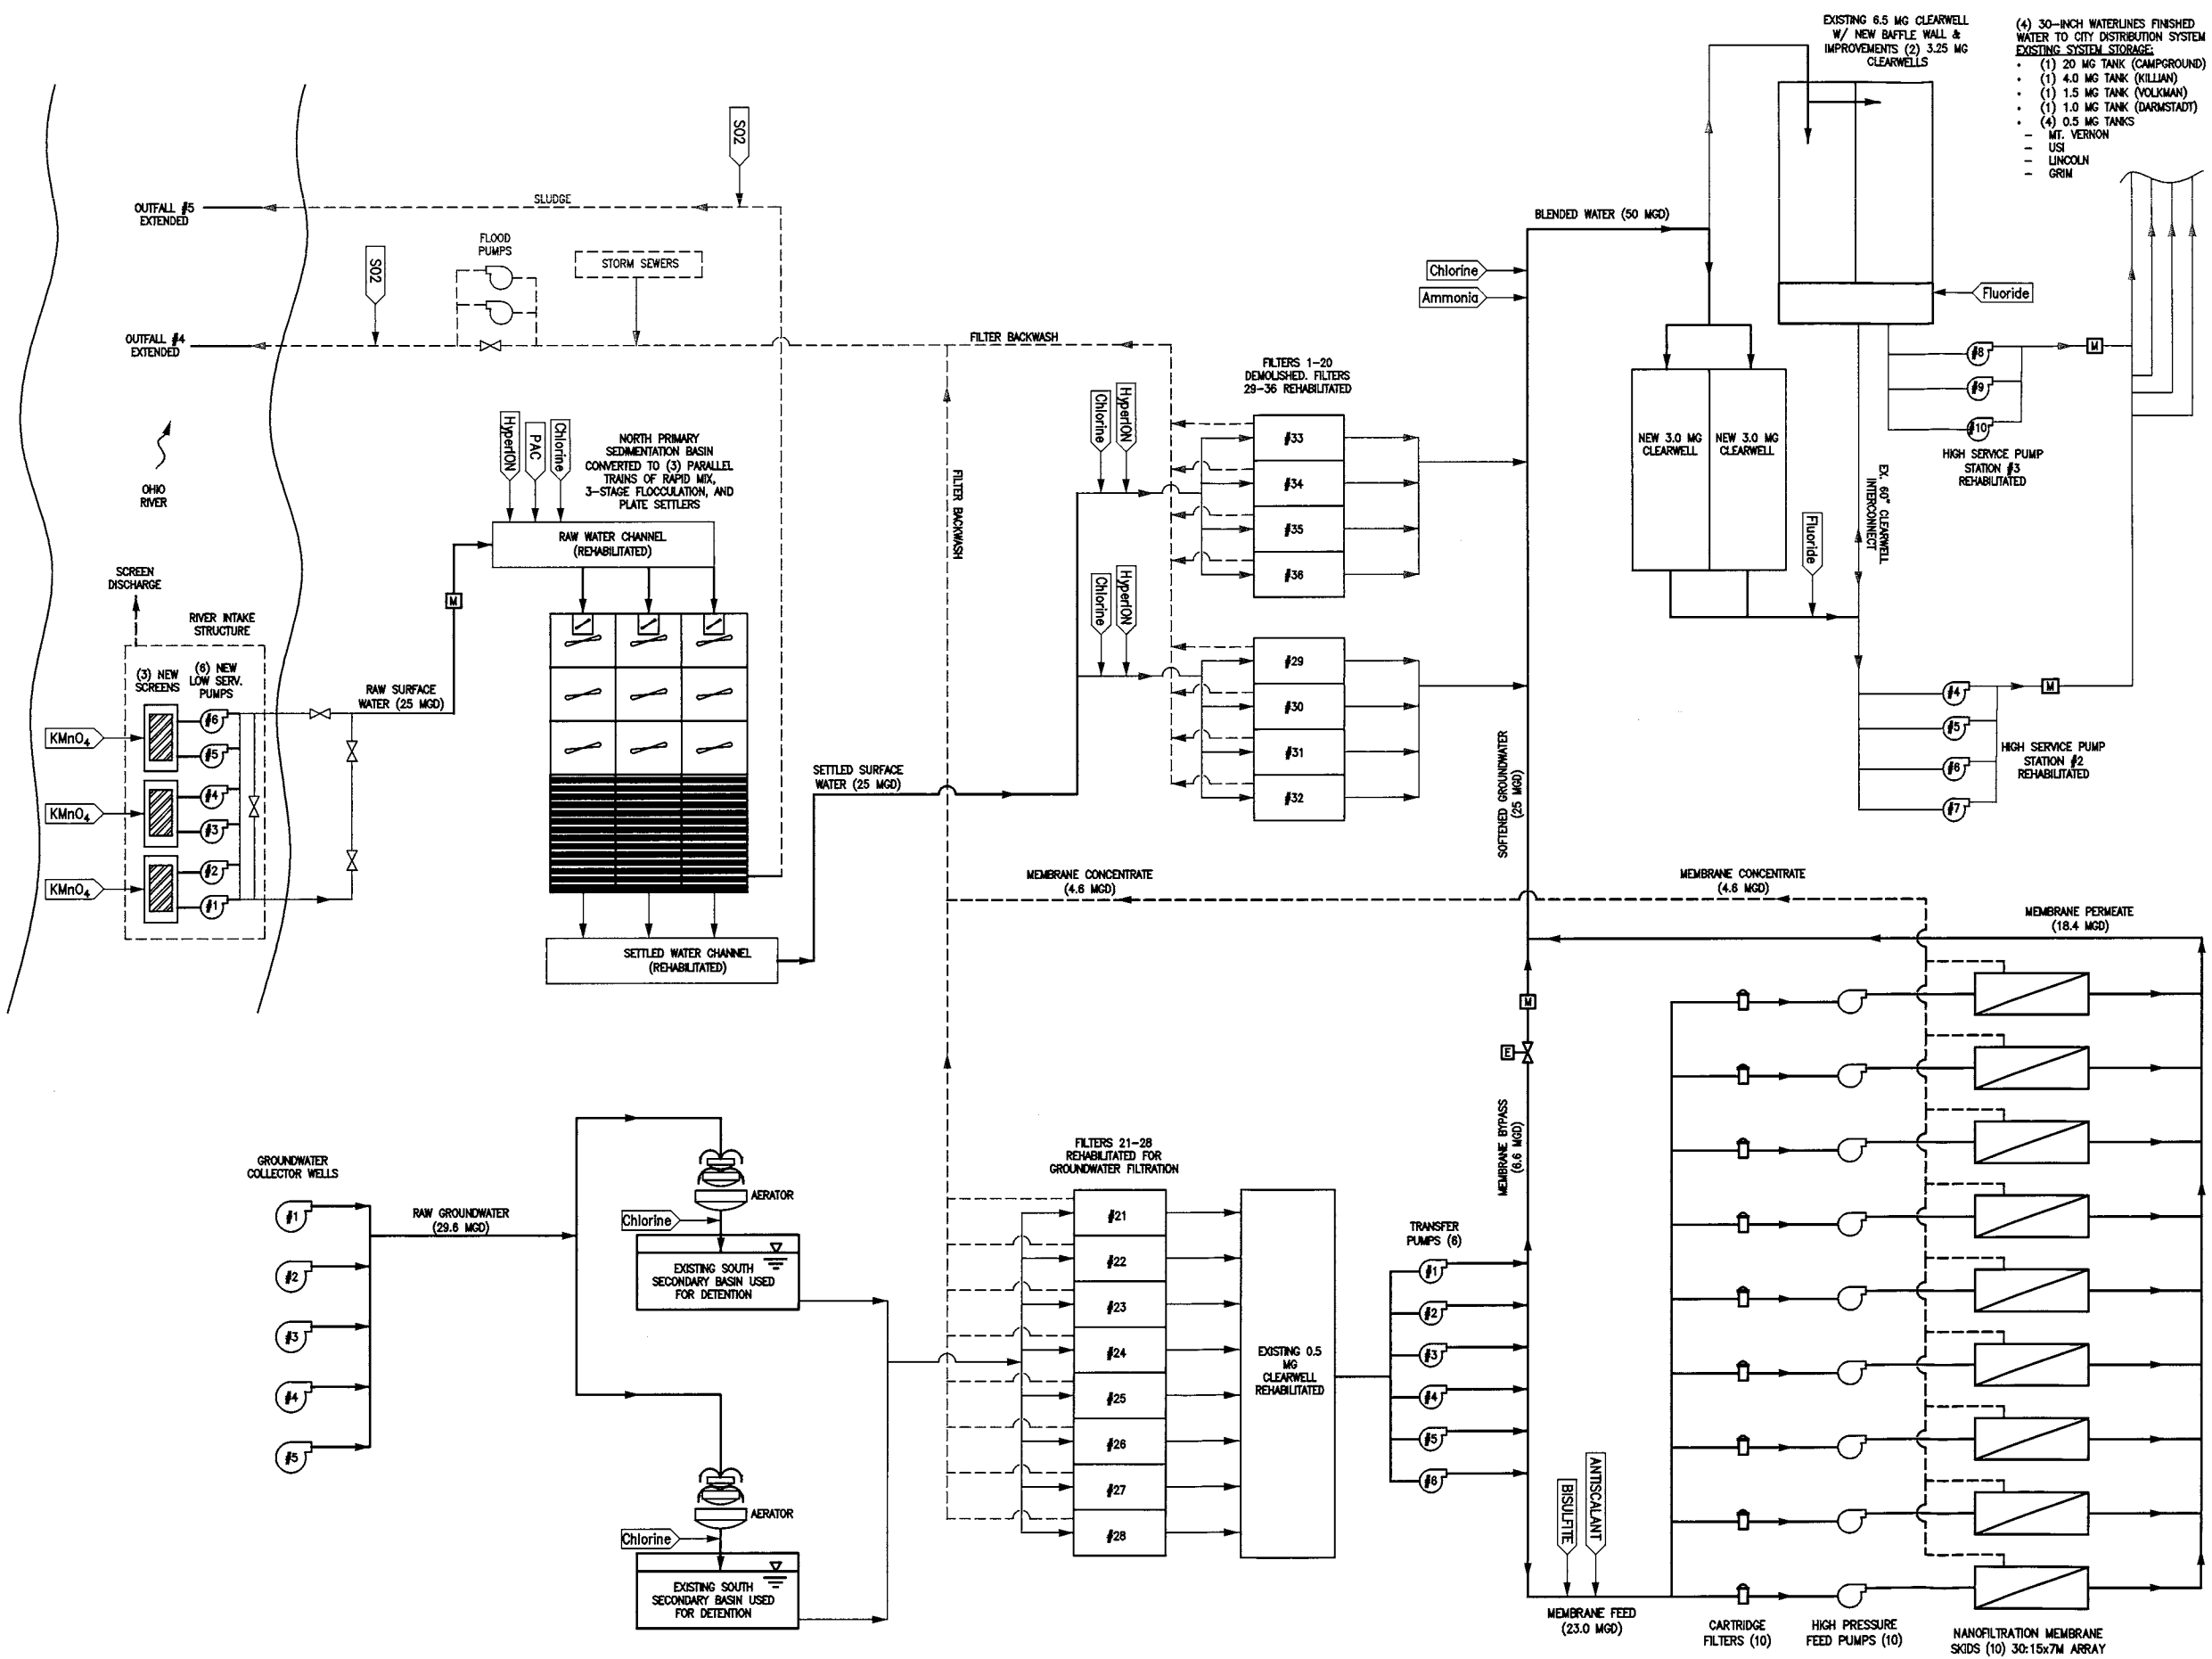 EXISTING 6.5 MG CLEARWELL
W/ NEW BAFFLE WALL &
IMPROVEMENTS (2) 3.25 MG
CLEARWELLS
(4) 30-INCH WATERLINES FINISHED
WATER TO CITY DISTRIBUTION SYSTEM
EXISTING SYSTEM STORAGE:
• (1) 20 MG TANK (CAMPGROUND)
• (1) 4.0 MG TANK (KILLIAN)
• (1) 1.5 MG TANK (VOLKMAN)
• (1) 1.0 MG TANK (DARMSTADT)
• (4) 0.5 MG TANKS
– MT. VERNON
– USI
– LINCOLN
– GRIM
SO2
SLUDGE
OUTFALL #5
EXTENDED
SO2
FLOOD
PUMPS
STORM SEWERS
OUTFALL #4
EXTENDED
FILTER BACKWASH
BLENDED WATER (50 MGD)
Chlorine
Ammonia
Fluoride
#8
#9
#10
M
HIGH SERVICE PUMP
STATION #3
REHABILITATED
EX. 60" CLEARWELL
INTERCONNECT
NEW 3.0 MG
CLEARWELL
NEW 3.0 MG
CLEARWELL
Fluoride
#4
#5
#6
#7
M
HIGH SERVICE PUMP
STATION #2
REHABILITATED
OHIO
RIVER
HyperION
PAC
Chlorine
NORTH PRIMARY
SEDIMENTATION BASIN
CONVERTED TO (3) PARALLEL
TRAINS OF RAPID MIX,
3-STAGE FLOCCULATION, AND
PLATE SETTLERS
RAW WATER CHANNEL
(REHABILITATED)
FILTER BACKWASH
FILTERS 1-20
DEMOLISHED. FILTERS
29-36 REHABILITATED
Chlorine
HyperION
#33
#34
#35
#36
Chlorine
HyperION
#29
#30
#31
#32
SCREEN
DISCHARGE
RIVER INTAKE
STRUCTURE
(3) NEW
SCREENS
(6) NEW
LOW SERV.
PUMPS
KMnO4
KMnO4
KMnO4
#6
#5
#4
#3
#2
#1
RAW SURFACE
WATER (25 MGD)
M
SETTLED SURFACE
WATER (25 MGD)
SETTLED WATER CHANNEL
(REHABILITATED)
SOFTENED GROUNDWATER
(25 MGD)
MEMBRANE CONCENTRATE
(4.6 MGD)
MEMBRANE CONCENTRATE
(4.6 MGD)
MEMBRANE PERMEATE
(18.4 MGD)
M
E
MEMBRANE BYPASS
(6.6 MGD)
GROUNDWATER
COLLECTOR WELLS
#1
#2
#3
#4
#5
RAW GROUNDWATER
(29.6 MGD)
AERATOR
Chlorine
EXISTING SOUTH
SECONDARY BASIN USED
FOR DETENTION
AERATOR
Chlorine
EXISTING SOUTH
SECONDARY BASIN USED
FOR DETENTION
FILTERS 21-28
REHABILITATED FOR
GROUNDWATER FILTRATION
#21
#22
#23
#24
#25
#26
#27
#28
EXISTING 0.5
MG
CLEARWELL
REHABILITATED
TRANSFER
PUMPS (6)
#1
#2
#3
#4
#5
#6
BISULFITE
ANTISCALANT
MEMBRANE FEED
(23.0 MGD)
CARTRIDGE
FILTERS (10)
HIGH PRESSURE
FEED PUMPS (10)
NANOFILTRATION MEMBRANE
SKIDS (10) 30:15x7M ARRAY